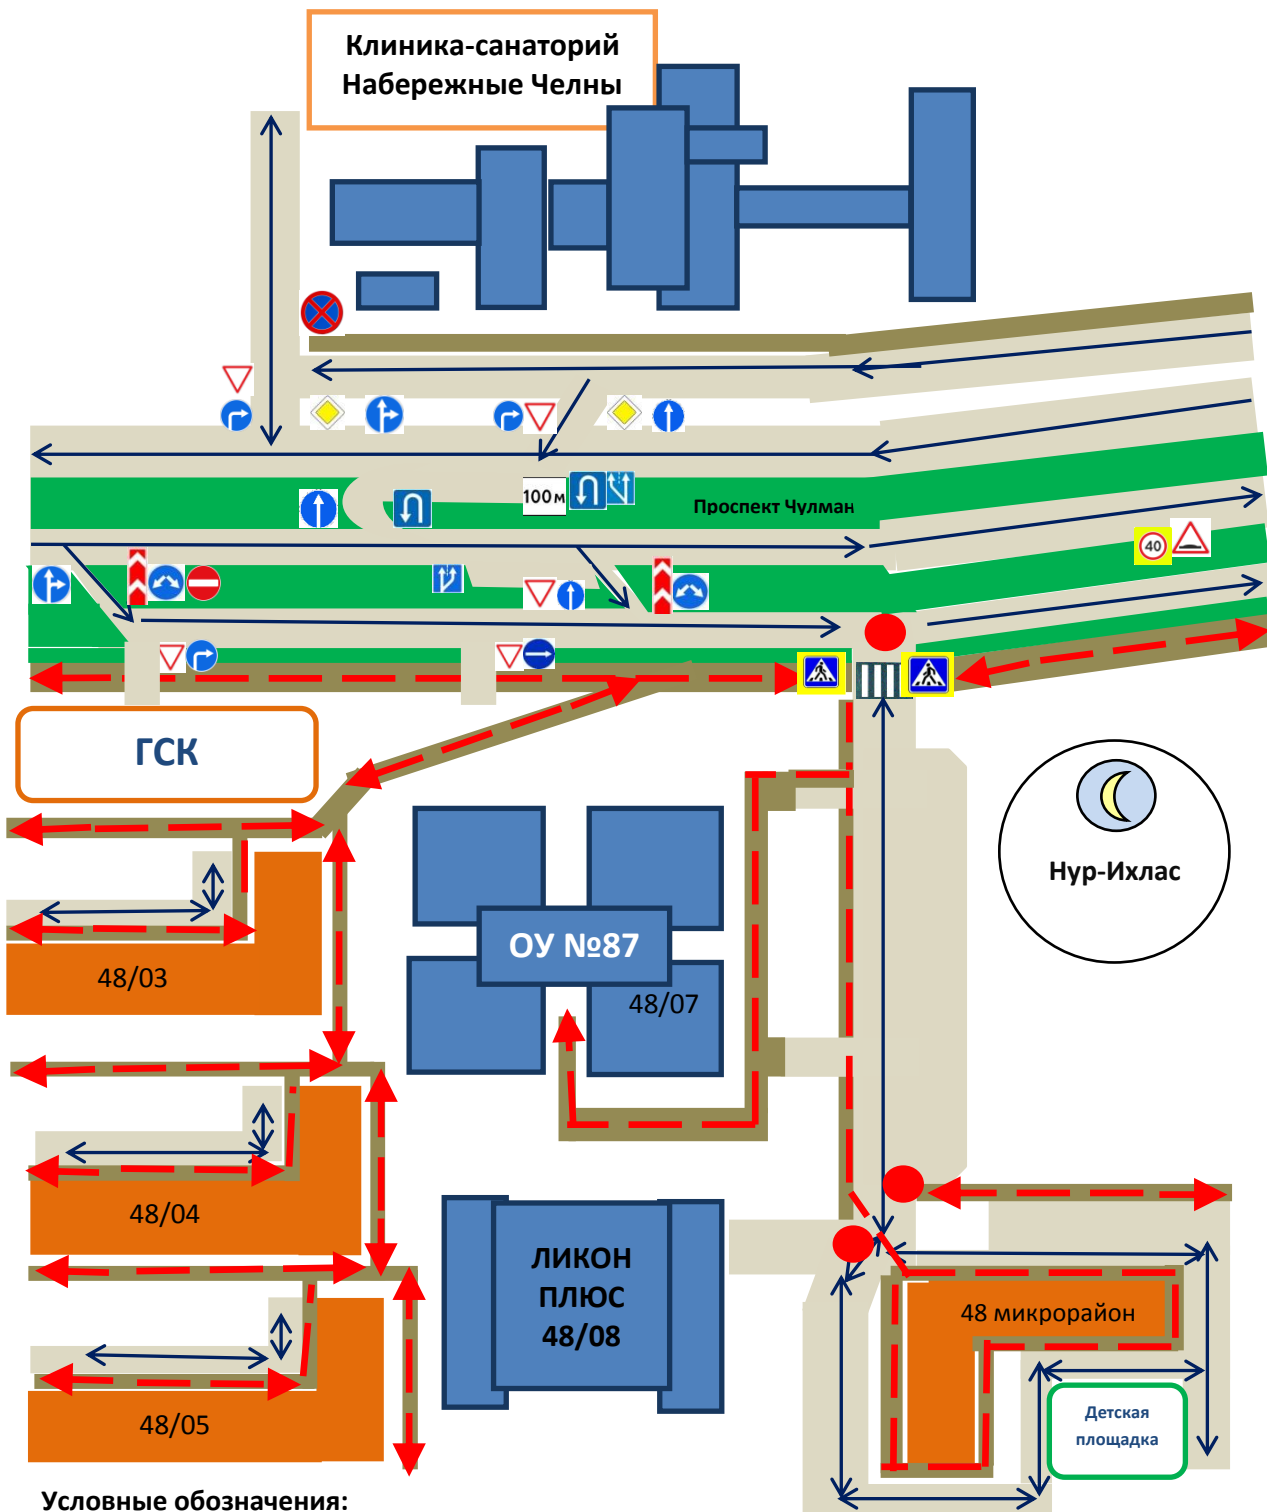 Клиника-санаторий
Набережные Челны
100 м
Проспект Чулман
40
ГСК
Нур-Ихлас
ОУ №87
48/07
48/03
48/04
ЛИКОН
ПЛЮС
48/08
48 микрорайон
Детская
площадка
48/05
Условные обозначения: